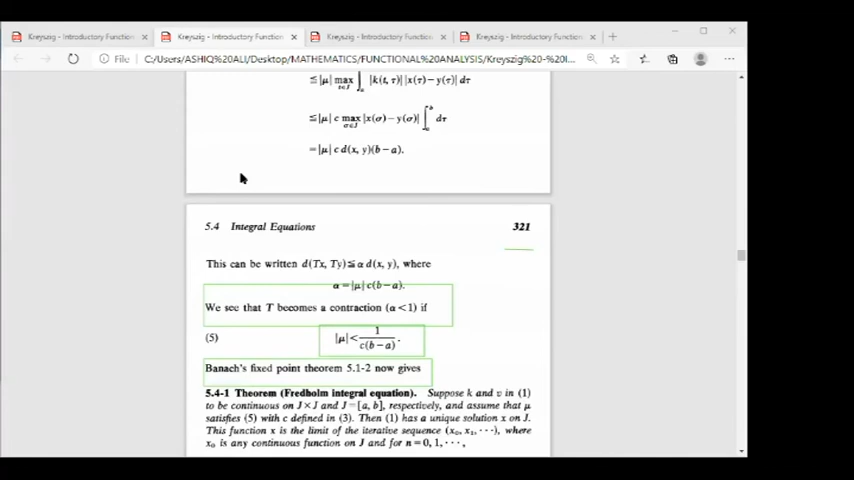 Kreyszig - Introductory Function
Kreyszig - Introductory Function
Kreyszig - Introductory Function
Kreyszig - Introductory Function
File C:/Users/ASHIQ%20ALI/Desktop/MATHEMATICS/FUNCTIONAL%20ANALYSIS/Kreyszig%20-%20I...
≦|μ| max t∈J ∫ a |k(t, τ)| |x(τ)−y(τ)| dτ
≦|μ| c max σ∈J |x(σ)−y(σ)| ∫ a b dτ
=|μ| c d(x, y)(b−a).
5.4 Integral Equations 321
This can be written d(Tx, Ty)≦α d(x, y), where
α=|μ| c(b−a).
We see that T becomes a contraction (α<1) if
(5) |μ|< 1/c(b−a).
Banach's fixed point theorem 5.1-2 now gives
5.4-1 Theorem (Fredholm integral equation). Suppose k and v in (1)
to be continuous on J×J and J=[a, b], respectively, and assume that μ
satisfies (5) with c defined in (3). Then (1) has a unique solution x on J.
This function x is the limit of the iterative sequence (x₀, x₁, ···), where
x₀ is any continuous function on J and for n=0, 1, ···,